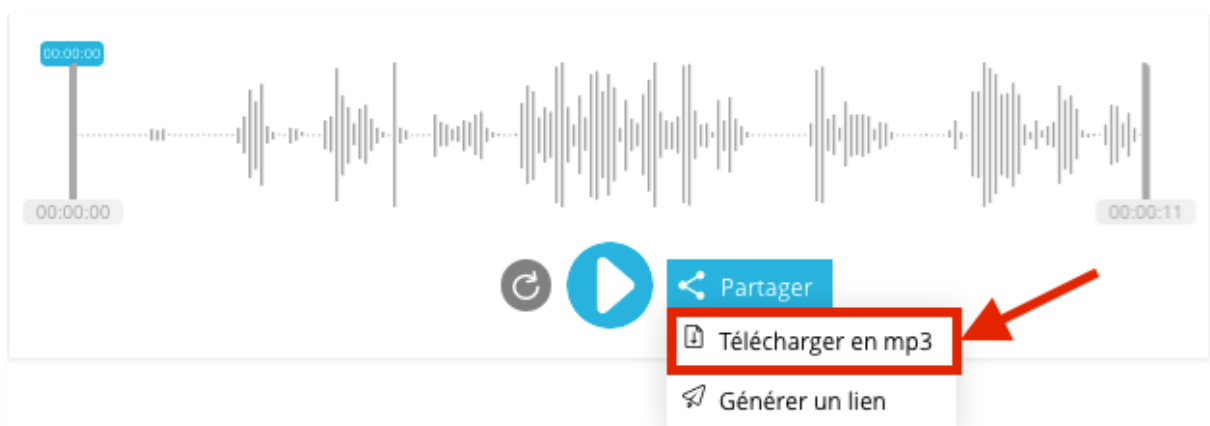 00:00:00
00:00:00
00:00:11
Partager
Télécharger en mp3
Générer un lien